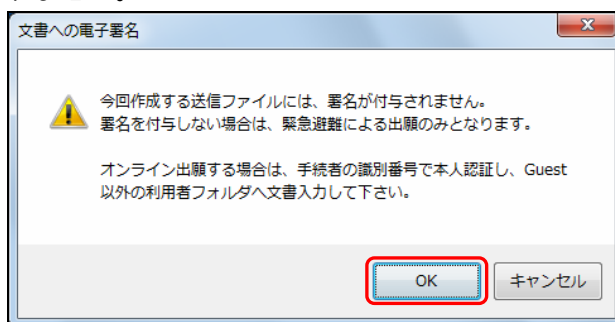 文書への電子署名
今回作成する送信ファイルには、署名が付与されません。
署名を付与しない場合は、緊急避難による出願のみとなります。
オンライン出願する場合は、手続者の識別番号で本人認証し、Guest
以外の利用者フォルダへ文書入力して下さい。
OK
キャンセル